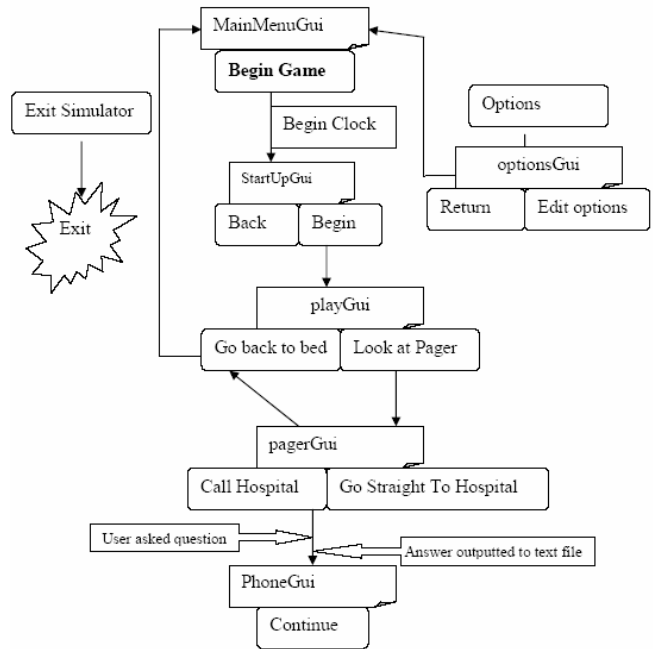 MainMenuGui
Begin Game
Exit Simulator
Options
Begin Clock
optionsGui
StartUpGui
Return
Edit options
Back
Begin
Exit
playGui
Go back to bed
Look at Pager
pagerGui
Call Hospital
Go Straight To Hospital
User asked question
Answer outputted to text file
PhoneGui
Continue